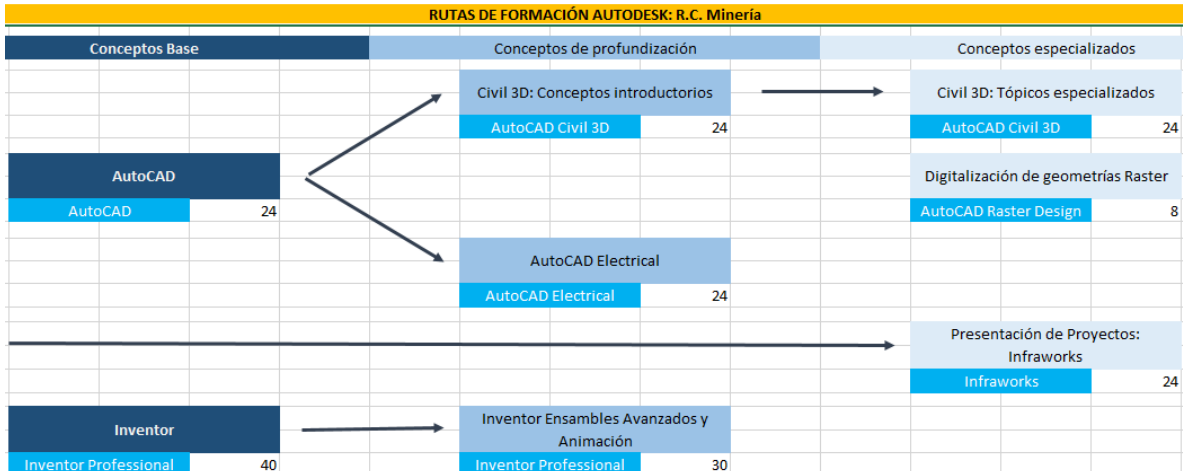 RUTAS DE FORMACIÓN AUTODESK: R.C. Minería
Conceptos Base
Conceptos de profundización
Conceptos especializados
Civil 3D: Conceptos introductorios
Civil 3D: Tópicos especializados
AutoCAD Civil 3D 24
AutoCAD Civil 3D 24
AutoCAD
Digitalización de geometrías Raster
AutoCAD 24
AutoCAD Raster Design 8
AutoCAD Electrical
AutoCAD Electrical 24
Presentación de Proyectos:
Infraworks
Infraworks 24
Inventor
Inventor Ensambles Avanzados y
Animación
Inventor Professional 40
Inventor Professional 30